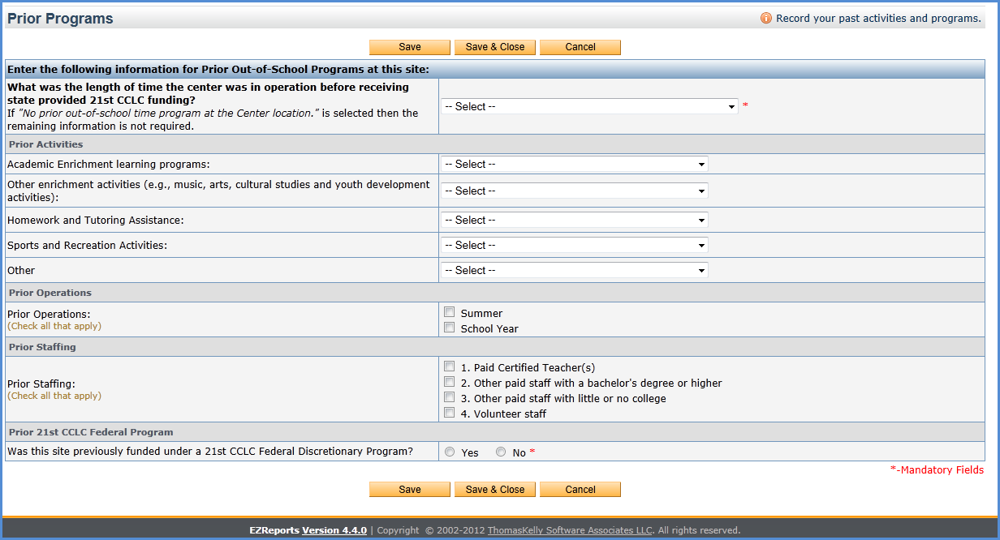 Prior Programs
Record your past activities and programs.
Save Save & Close Cancel
Enter the following information for Prior Out-of-School Programs at this site:
What was the length of time the center was in operation before receiving
state provided 21st CCLC funding?
If "No prior out-of-school time program at the Center location." is selected then the
remaining information is not required.
-- Select -- *
Prior Activities
Academic Enrichment learning programs: -- Select --
Other enrichment activities (e.g., music, arts, cultural studies and youth development
activities):
-- Select --
Homework and Tutoring Assistance: -- Select --
Sports and Recreation Activities: -- Select --
Other -- Select --
Prior Operations
Prior Operations:
(Check all that apply)
Summer
School Year
Prior Staffing
Prior Staffing:
(Check all that apply)
1. Paid Certified Teacher(s)
2. Other paid staff with a bachelor's degree or higher
3. Other paid staff with little or no college
4. Volunteer staff
Prior 21st CCLC Federal Program
Was this site previously funded under a 21st CCLC Federal Discretionary Program? Yes No *
*-Mandatory Fields
Save Save & Close Cancel
EZReports Version 4.4.0 | Copyright © 2002-2012 ThomasKelly Software Associates LLC. All rights reserved.